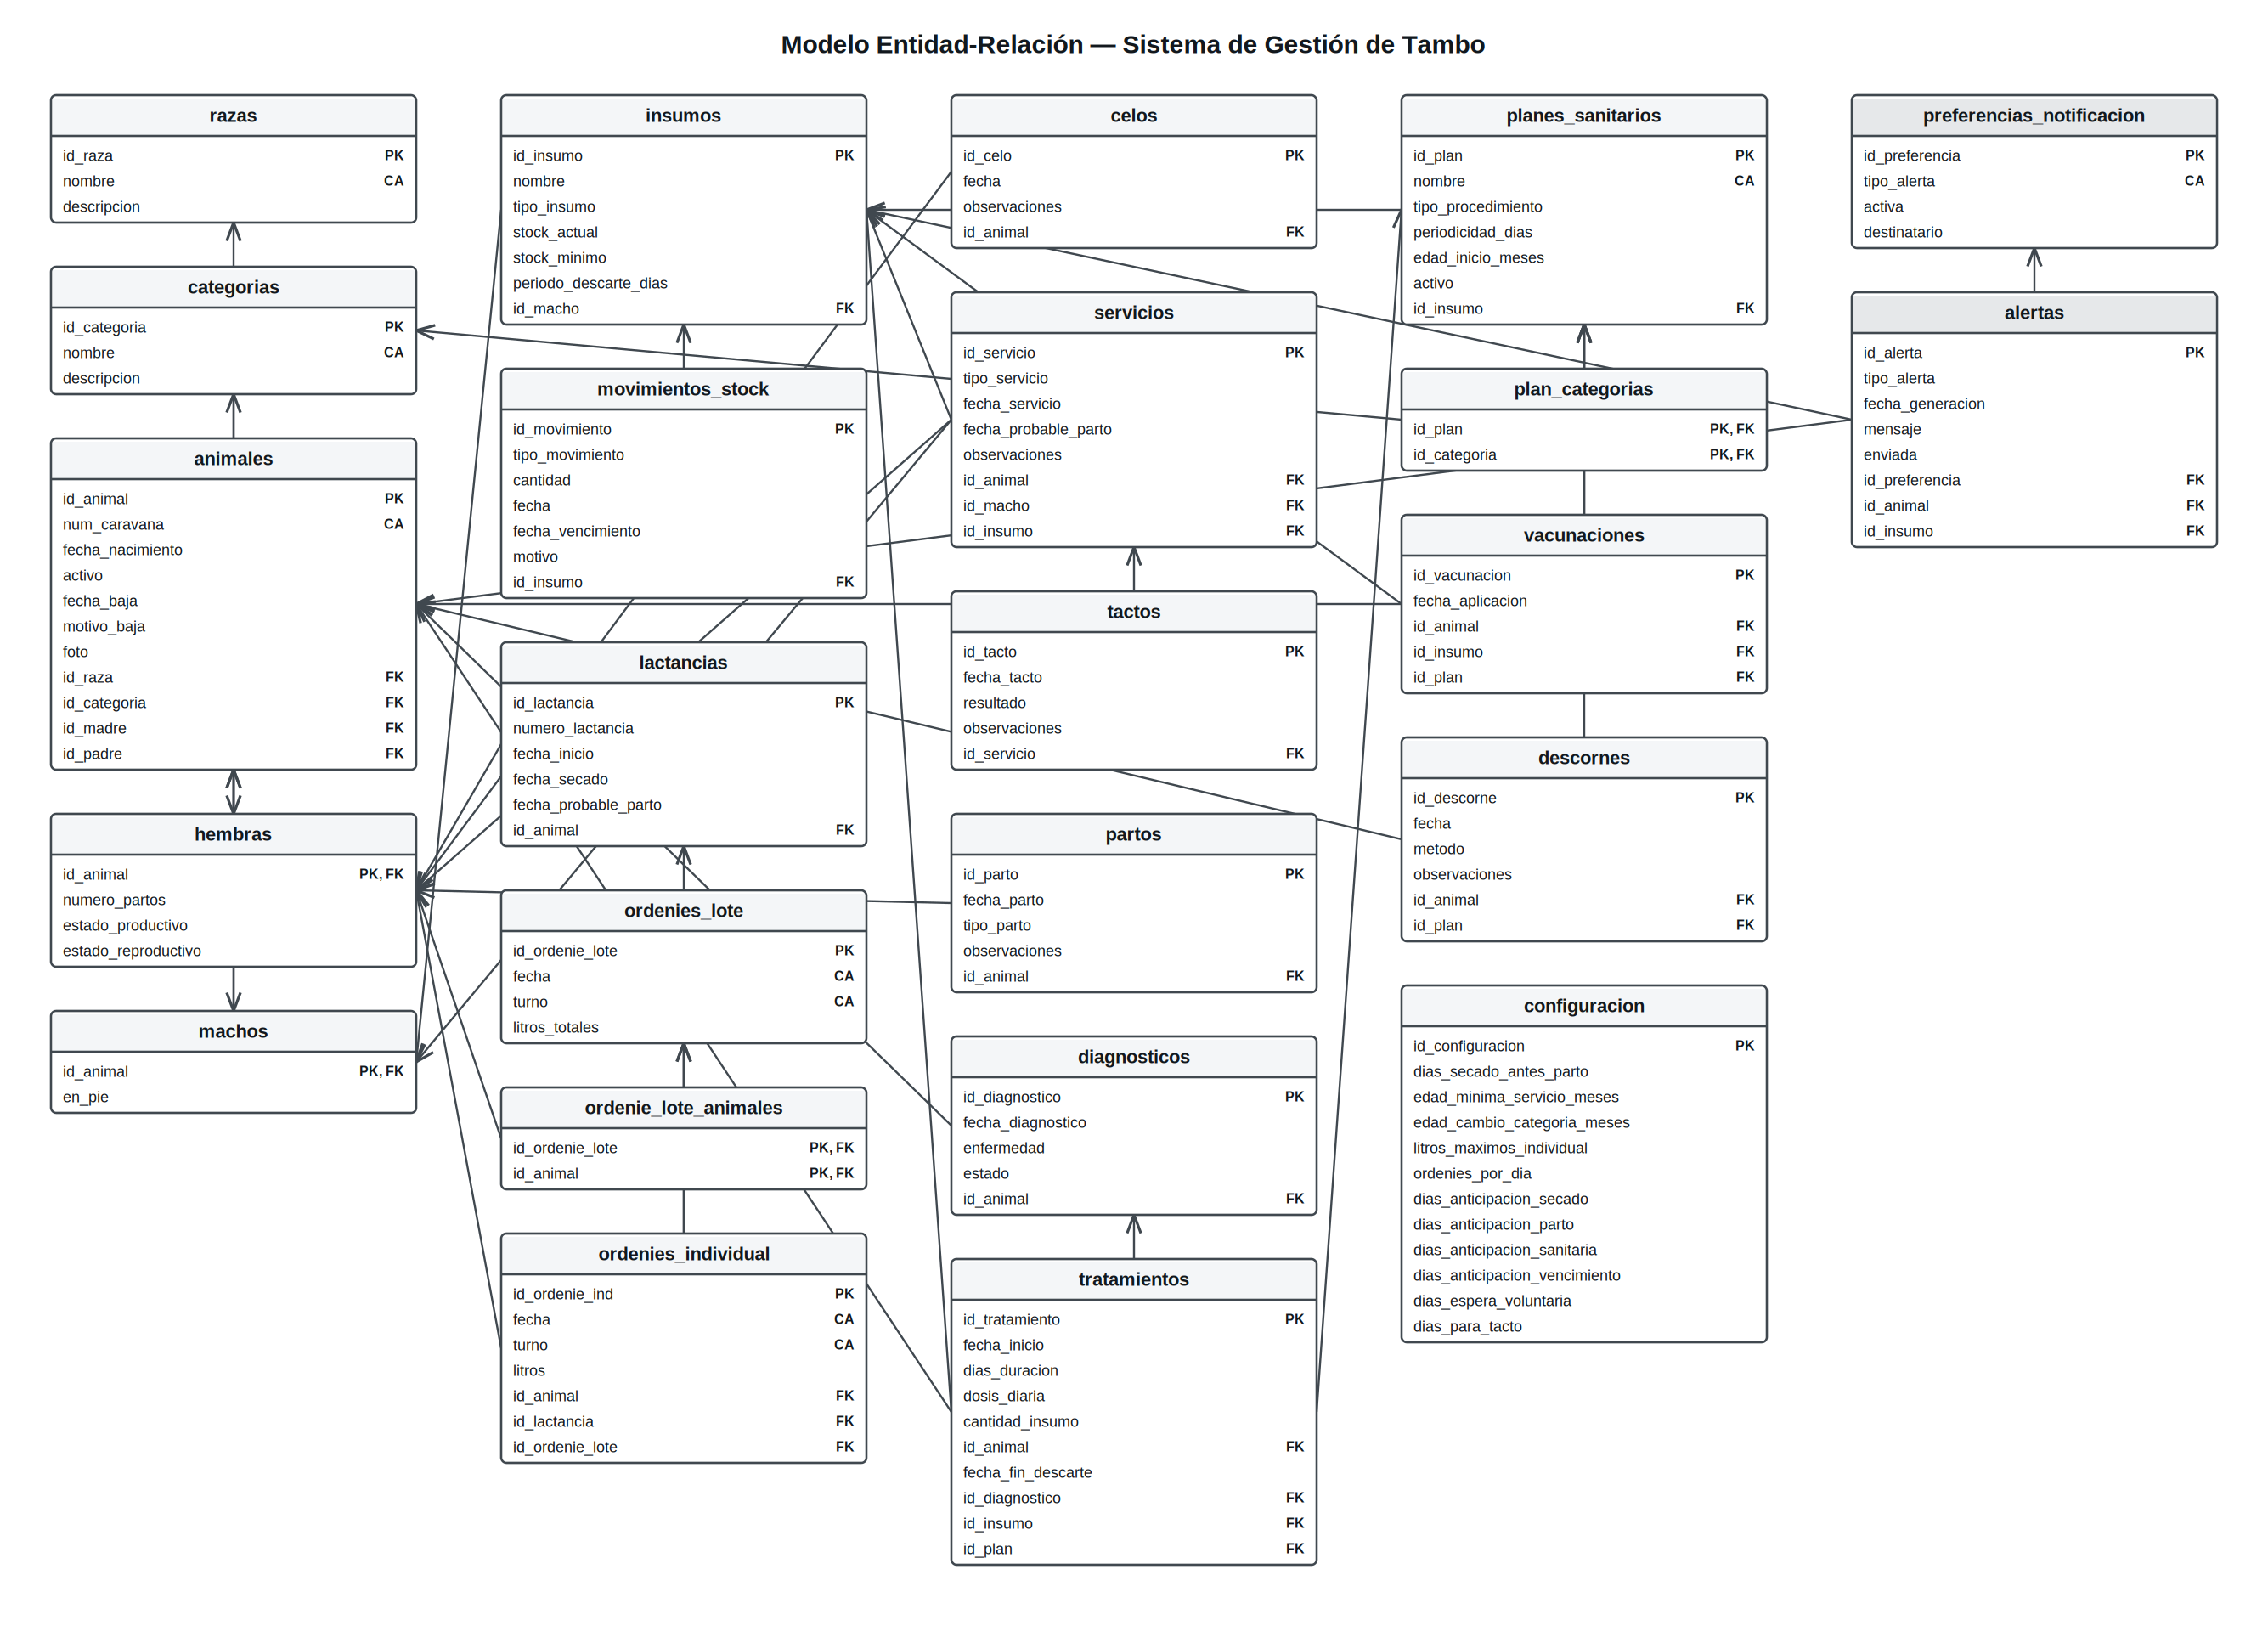 Modelo Entidad-Relación — Sistema de Gestión de Tambo
razas
id_raza PK
nombre CA
descripcion
categorias
id_categoria PK
nombre CA
descripcion
animales
id_animal PK
num_caravana CA
fecha_nacimiento
activo
fecha_baja
motivo_baja
foto
id_raza FK
id_categoria FK
id_madre FK
id_padre FK
hembras
id_animal PK, FK
numero_partos
estado_productivo
estado_reproductivo
machos
id_animal PK, FK
en_pie
insumos
id_insumo PK
nombre
tipo_insumo
stock_actual
stock_minimo
periodo_descarte_dias
id_macho FK
movimientos_stock
id_movimiento PK
tipo_movimiento
cantidad
fecha
fecha_vencimiento
motivo
id_insumo FK
lactancias
id_lactancia PK
numero_lactancia
fecha_inicio
fecha_secado
fecha_probable_parto
id_animal FK
ordenies_lote
id_ordenie_lote PK
fecha CA
turno CA
litros_totales
ordenie_lote_animales
id_ordenie_lote PK, FK
id_animal PK, FK
ordenies_individual
id_ordenie_ind PK
fecha CA
turno CA
litros
id_animal FK
id_lactancia FK
id_ordenie_lote FK
celos
id_celo PK
fecha
observaciones
id_animal FK
servicios
id_servicio PK
tipo_servicio
fecha_servicio
fecha_probable_parto
observaciones
id_animal FK
id_macho FK
id_insumo FK
tactos
id_tacto PK
fecha_tacto
resultado
observaciones
id_servicio FK
partos
id_parto PK
fecha_parto
tipo_parto
observaciones
id_animal FK
diagnosticos
id_diagnostico PK
fecha_diagnostico
enfermedad
estado
id_animal FK
tratamientos
id_tratamiento PK
fecha_inicio
dias_duracion
dosis_diaria
cantidad_insumo
id_animal FK
fecha_fin_descarte
id_diagnostico FK
id_insumo FK
id_plan FK
planes_sanitarios
id_plan PK
nombre CA
tipo_procedimiento
periodicidad_dias
edad_inicio_meses
activo
id_insumo FK
plan_categorias
id_plan PK, FK
id_categoria PK, FK
vacunaciones
id_vacunacion PK
fecha_aplicacion
id_animal FK
id_insumo FK
id_plan FK
descornes
id_descorne PK
fecha
metodo
observaciones
id_animal FK
id_plan FK
configuracion
id_configuracion PK
dias_secado_antes_parto
edad_minima_servicio_meses
edad_cambio_categoria_meses
litros_maximos_individual
ordenies_por_dia
dias_anticipacion_secado
dias_anticipacion_parto
dias_anticipacion_sanitaria
dias_anticipacion_vencimiento
dias_espera_voluntaria
dias_para_tacto
preferencias_notificacion
id_preferencia PK
tipo_alerta CA
activa
destinatario
alertas
id_alerta PK
tipo_alerta
fecha_generacion
mensaje
enviada
id_preferencia FK
id_animal FK
id_insumo FK